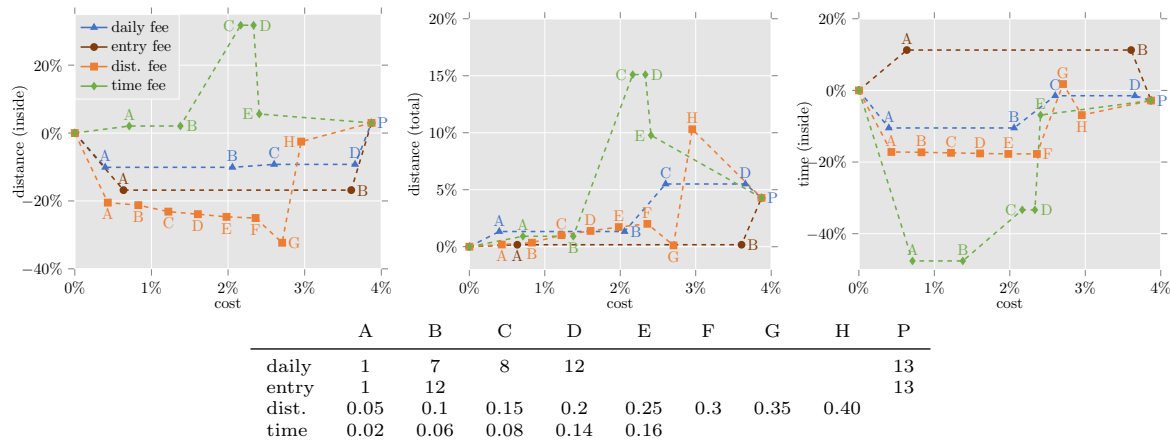 daily fee
entry fee
dist. fee
time fee
20%
0%
−20%
−40%
0% 1% 2% 3% 4%
cost
distance (inside)
A B C D E
A B C D
A B
A B C D E F G H
P
20%
15%
10%
5%
0%
0% 1% 2% 3% 4%
cost
distance (total)
A B C D E
A B C D
A B
A B C D E F G H
P
20%
0%
−20%
−40%
0% 1% 2% 3% 4%
cost
time (inside)
A B
A B C D
A B C D E F G H
A B C D E
P
A B C D E F G H P
daily 1 7 8 12 13
entry 1 12 13
dist. 0.05 0.1 0.15 0.2 0.25 0.3 0.35 0.40
time 0.02 0.06 0.08 0.14 0.16